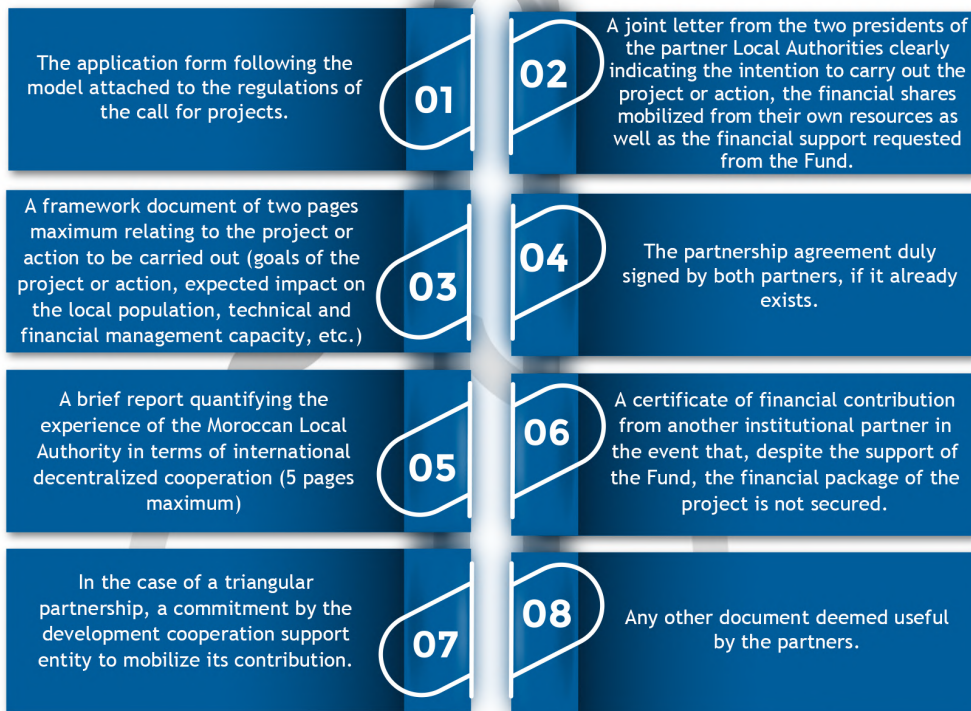 The application form following the
model attached to the regulations of
the call for projects.
01
02
A joint letter from the two presidents of
the partner Local Authorities clearly
indicating the intention to carry out the
project or action, the financial shares
mobilized from their own resources as
well as the financial support requested
from the Fund.
A framework document of two pages
maximum relating to the project or
action to be carried out (goals of the
project or action, expected impact on
the local population, technical and
financial management capacity, etc.)
03
04
The partnership agreement duly
signed by both partners, if it already
exists.
A brief report quantifying the
experience of the Moroccan Local
Authority in terms of international
decentralized cooperation (5 pages
maximum)
05
06
A certificate of financial contribution
from another institutional partner in
the event that, despite the support of
the Fund, the financial package of the
project is not secured.
In the case of a triangular
partnership, a commitment by the
development cooperation support
entity to mobilize its contribution.
07
08
Any other document deemed useful
by the partners.